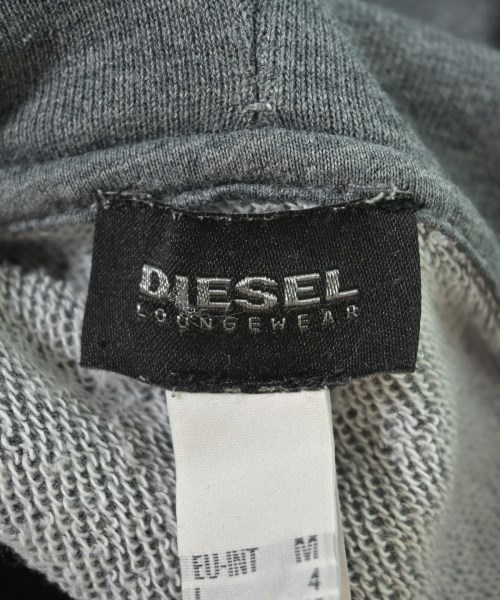 DIESEL
LOUNGEWEAR
EU-INT M
I 4